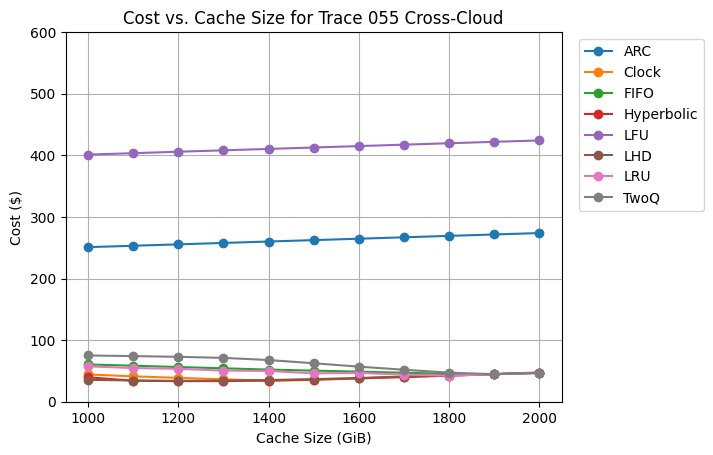 Cost vs. Cache Size for Trace 055 Cross-Cloud
600
500
400
300
200
100
0
Cost ($)
1000 1200 1400 1600 1800 2000
Cache Size (GiB)
ARC
Clock
FIFO
Hyperbolic
LFU
LHD
LRU
TwoQ